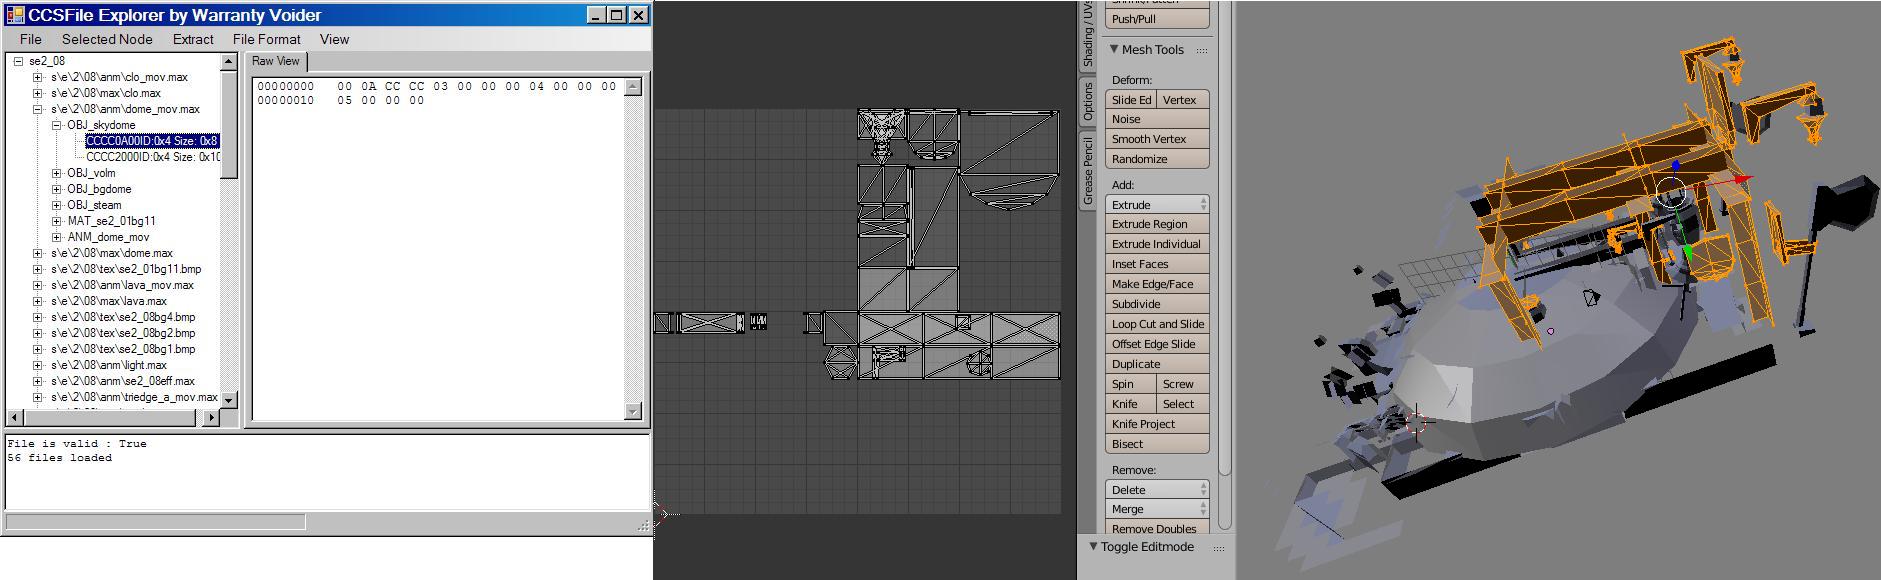 CCSFile Explorer by Warranty Voider
File Selected Node Extract File Format View
se2_08
s\e\2\08\anm\clo_mov.max
s\e\2\08\max\clo.max
s\e\2\08\anm\dome_mov.max
OBJ_skydome
CCCC0A00ID:0x4 Size: 0x8
CCCC2000ID:0x4 Size: 0x10
OBJ_volm
OBJ_bgdome
OBJ_steam
MAT_se2_01bg11
ANM_dome_mov
s\e\2\08\max\dome.max
s\e\2\08\tex\se2_01bg11.bmp
s\e\2\08\anm\lava_mov.max
s\e\2\08\max\lava.max
s\e\2\08\tex\se2_08bg4.bmp
s\e\2\08\tex\se2_08bg2.bmp
s\e\2\08\tex\se2_08bg1.bmp
s\e\2\08\anm\light.max
s\e\2\08\anm\se2_08eff.max
s\e\2\08\anm\triedge_a_mov.max
Raw View
00000000 00 0A CC CC 03 00 00 00 04 00 00 00
00000010 05 00 00 00
File is valid : True
56 files loaded
Shading / UVs
Options
Grease Pencil
Shrink/Fatten
Push/Pull
Mesh Tools
Deform:
Slide Ed Vertex
Noise
Smooth Vertex
Randomize
Add:
Extrude
Extrude Region
Extrude Individual
Inset Faces
Make Edge/Face
Subdivide
Loop Cut and Slide
Offset Edge Slide
Duplicate
Spin Screw
Knife Select
Knife Project
Bisect
Remove:
Delete
Merge
Remove Doubles
Toggle Editmode